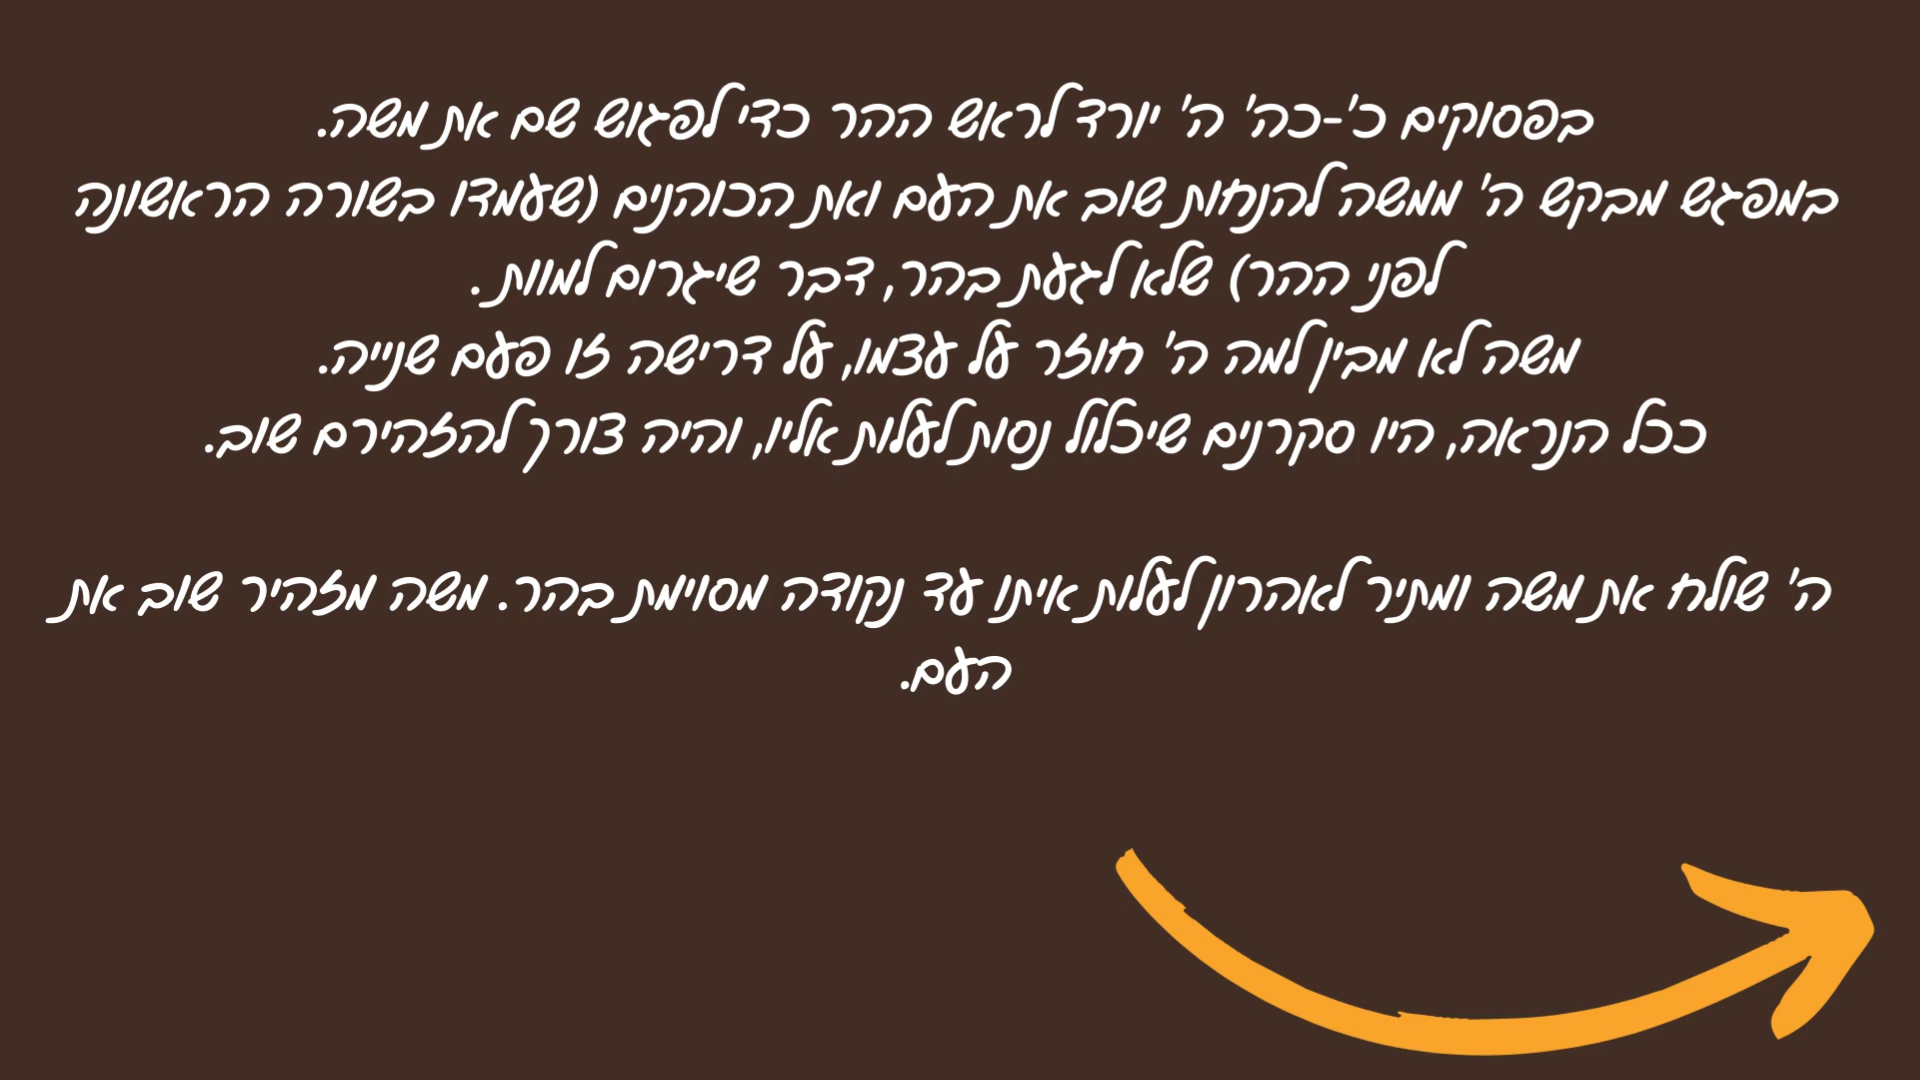 בפסוקים כ'-כה' ה' יורד לראש ההר כדי לפגוש שם את משה.
במפגש מבקש ה' ממשה להנחות שוב את העם ואת הכוהנים (שעמדו בשורה הראשונה
לפני ההר) שלא לגעת בהר, דבר שיגרום למוות .
משה לא מבין למה ה' חוזר על עצמו, על דרישה זו פעם שנייה.
ככל הנראה, היו סקרנים שיכלול נסות לעלות אליו, והיה צורך להזהירם שוב.
ה' שולח את משה ומתיר לאהרון לעלות איתו עד נקודה מסוימת בהר. משה מזהיר שוב את
העם.